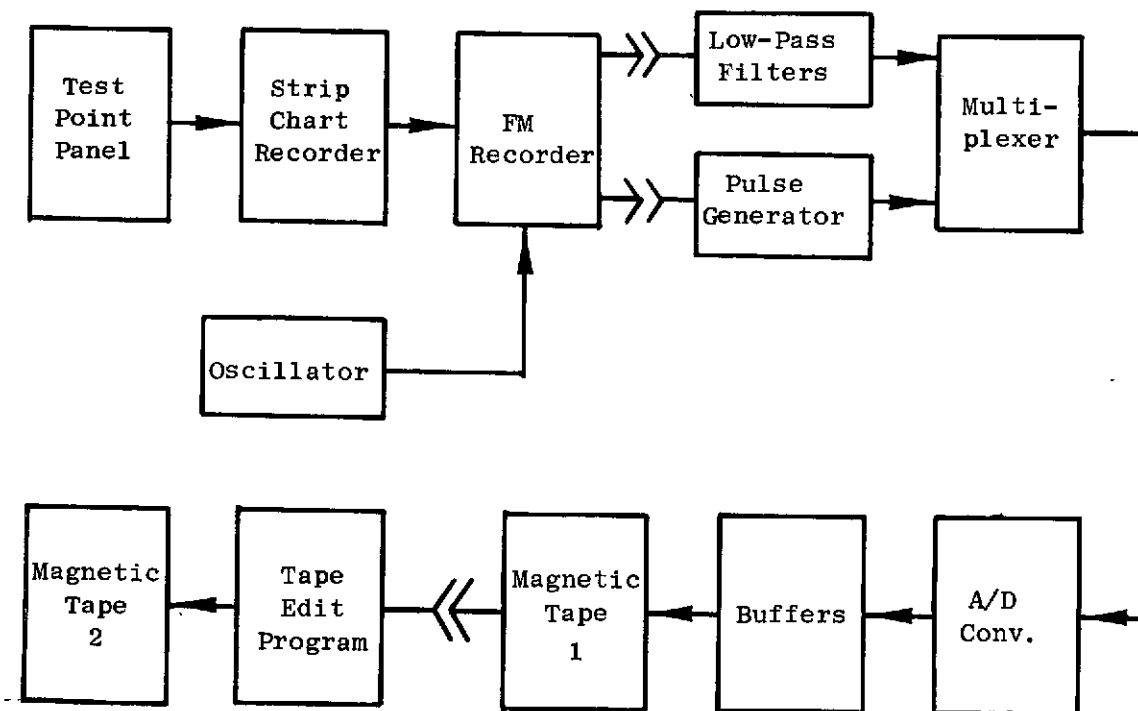 Test
Point
Panel
Strip
Chart
Recorder
FM
Recorder
Low-Pass
Filters
Pulse
Generator
Multi-
plexer
Oscillator
Magnetic
Tape
2
Tape
Edit
Program
Magnetic
Tape
1
Buffers
A/D
Conv.